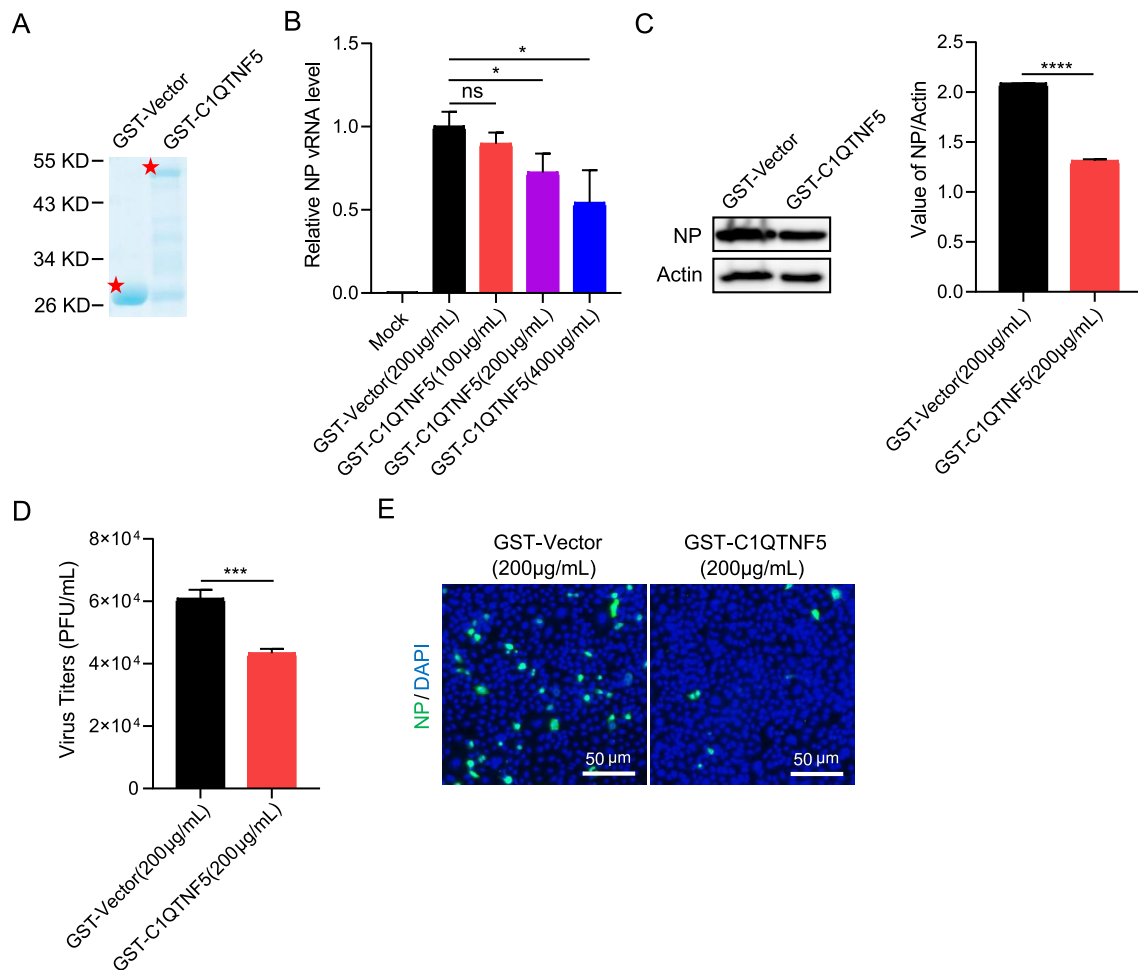 A
GST-Vector
GST-C1QTNF5
55 KD
43 KD
34 KD
26 KD
B
Relative NP vRNA level
1.5
1.0
0.5
0.0
*
*
ns
Mock
GST-Vector(200μg/mL)
GST-C1QTNF5(100μg/mL)
GST-C1QTNF5(200μg/mL)
GST-C1QTNF5(400μg/mL)
C
GST-Vector
GST-C1QTNF5
NP
Actin
Value of NP/Actin
2.5
2.0
1.5
1.0
0.5
0.0
****
GST-Vector(200μg/mL)
GST-C1QTNF5(200μg/mL)
D
Virus Titers (PFU/mL)
8×10⁴
6×10⁴
4×10⁴
2×10⁴
0
***
GST-Vector(200μg/mL)
GST-C1QTNF5(200μg/mL)
E
GST-Vector
(200μg/mL)
GST-C1QTNF5
(200μg/mL)
NP/DAPI
50 μm
50 μm